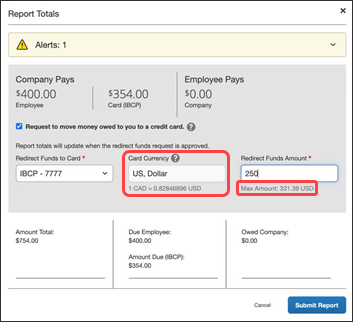 Report Totals
Alerts: 1
Company Pays
Employee Pays
$400.00
$354.00
$0.00
Employee
Card (IBCP)
Company
Request to move money owed to you to a credit card.
Report totals will update when the redirect funds request is approved.
Redirect Funds to Card *
Card Currency
Redirect Funds Amount *
IBCP - 7777
US, Dollar
250
1 CAD = 0.82846896 USD
Max Amount: 331.39 USD
Amount Total:
Due Employee:
Owed Company:
$754.00
$400.00
$0.00
Amount Due (IBCP):
$354.00
Cancel
Submit Report